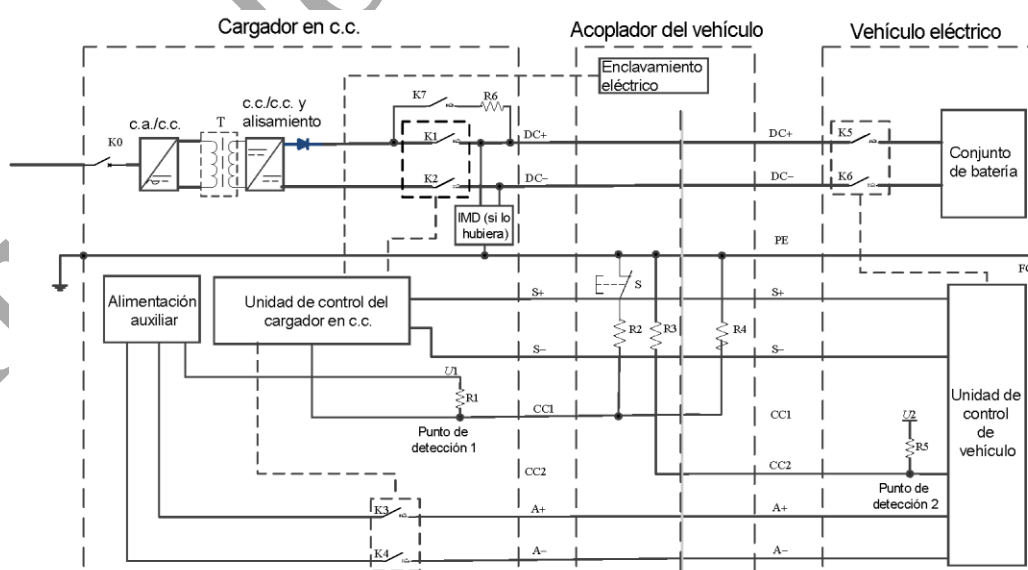 Cargador en c.c.
Acoplador del vehículo
Vehículo eléctrico
Enclavamiento
eléctrico
K7
R6
c.c./c.c. y
alisamiento
c.a./c.c.
T
K0
K1
DC+
DC+
K5
K2
DC−
DC−
K6
Conjunto
de batería
IMD (si lo
hubiera)
PE
Alimentación
auxiliar
Unidad de control del
cargador en c.c.
S+
S
S+
R2
R3
R4
S−
S−
U1
R1
CC1
CC1
Punto de
detección 1
U2
R5
Unidad de
control
de
vehículo
CC2
CC2
Punto de
detección 2
K3
A+
A+
K4
A−
A−